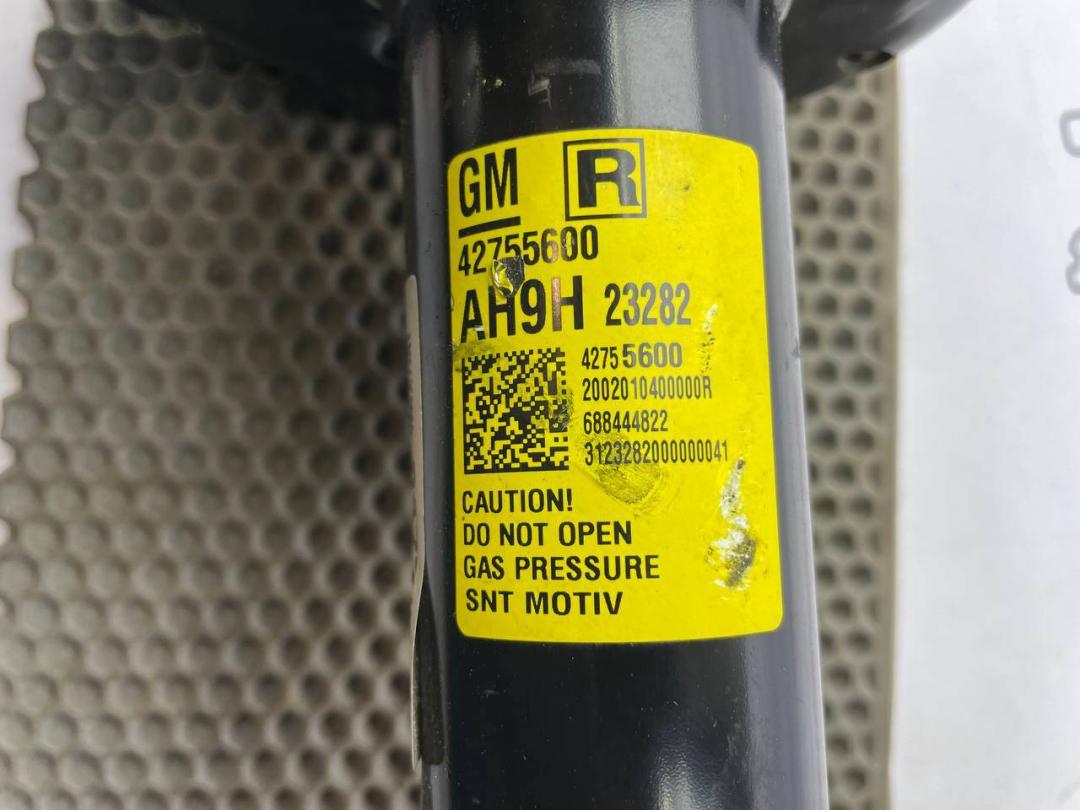 GM R
42755600
AH9H 23282
42755600
2002010400000R
688444822
3123282000000041
CAUTION!
DO NOT OPEN
GAS PRESSURE
SNT MOTIV